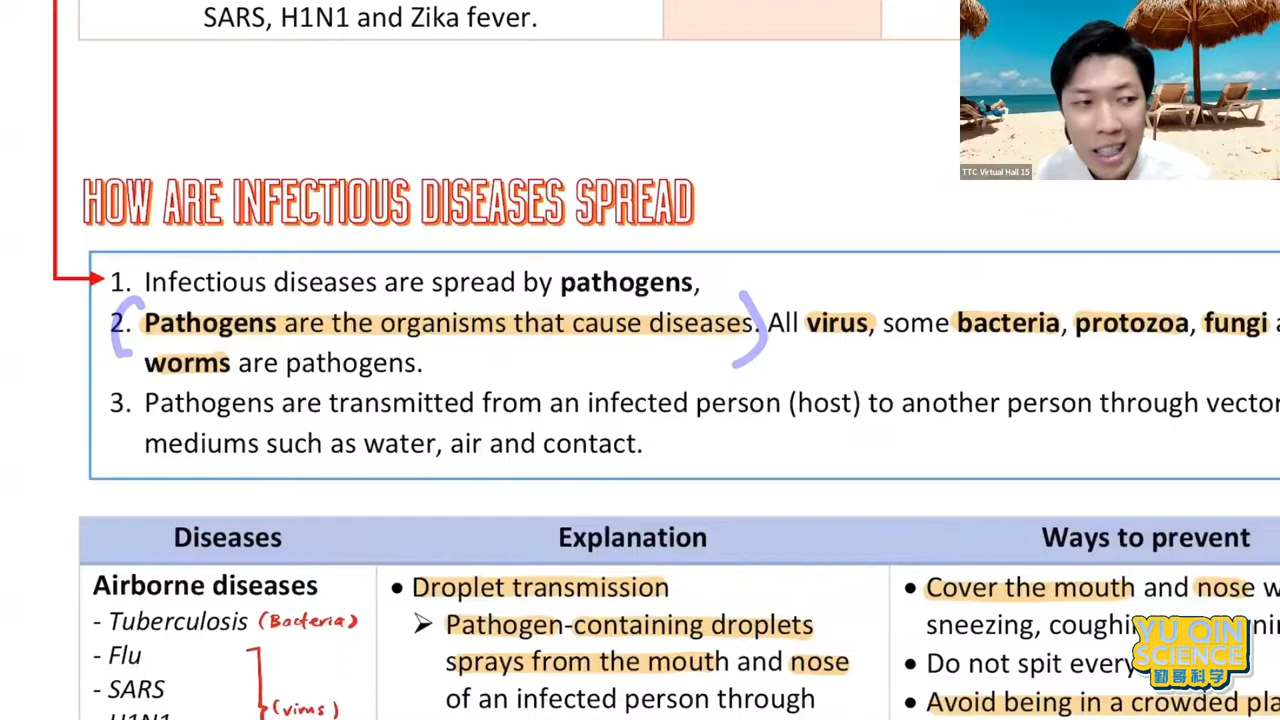 SARS, H1N1 and Zika fever.
TTC Virtual Hall 15
HOW ARE INFECTIOUS DISEASES SPREAD
1. Infectious diseases are spread by pathogens,
2. Pathogens are the organisms that cause diseases. All virus, some bacteria, protozoa, fungi
worms are pathogens.
3. Pathogens are transmitted from an infected person (host) to another person through vector
mediums such as water, air and contact.
Diseases
Explanation
Ways to prevent
Airborne diseases
- Tuberculosis (Bacteria)
- Flu
- SARS
- H1N1
(virus)
• Droplet transmission
➢ Pathogen-containing droplets
sprays from the mouth and nose
of an infected person through
• Cover the mouth and nose
sneezing,
• Do not spit
• Avoid being in a crowded
YU QIN
SCIENCE
勤哥科学